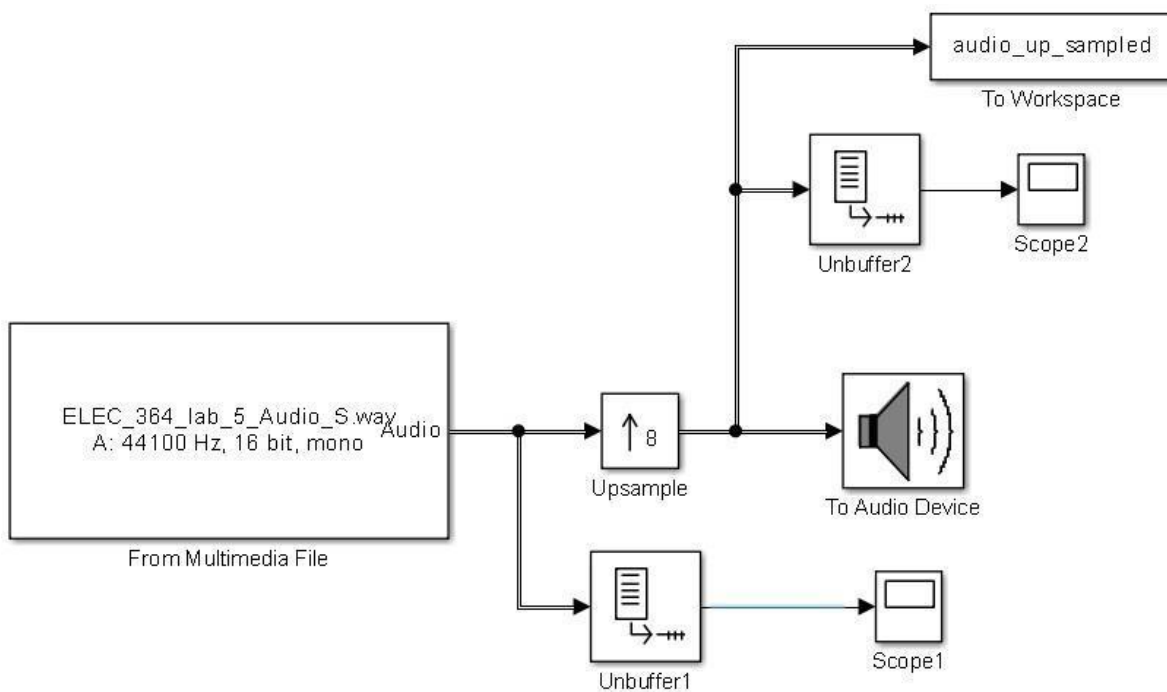 audio_up_sampled
To Workspace
Unbuffer2
Scope2
ELEC_364_lab_5_Audio_S.wav
A: 44100 Hz, 16 bit, mono
Audio
From Multimedia File
8
Upsample
To Audio Device
Unbuffer1
Scope1